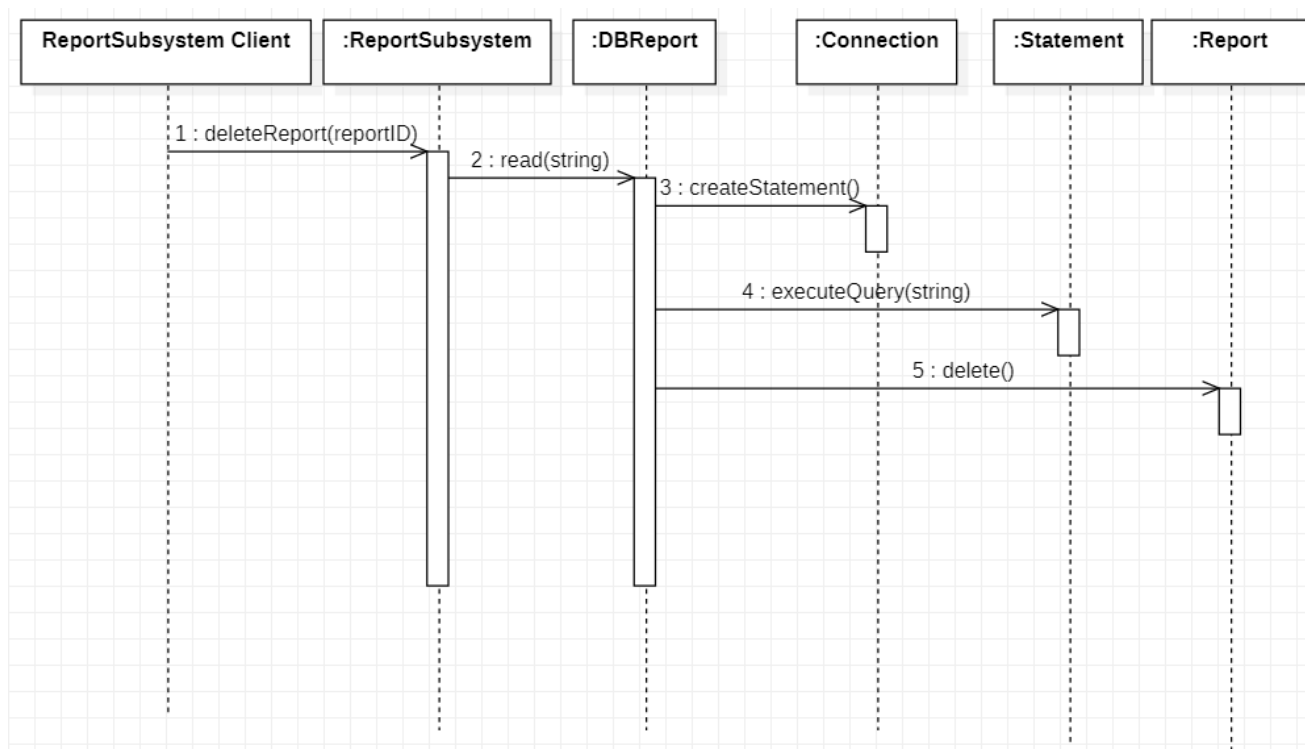 ReportSubsystem Client
:ReportSubsystem
:DBReport
:Connection
:Statement
:Report
1 : deleteReport(reportID)
2 : read(string)
3 : createStatement()
4 : executeQuery(string)
5 : delete()